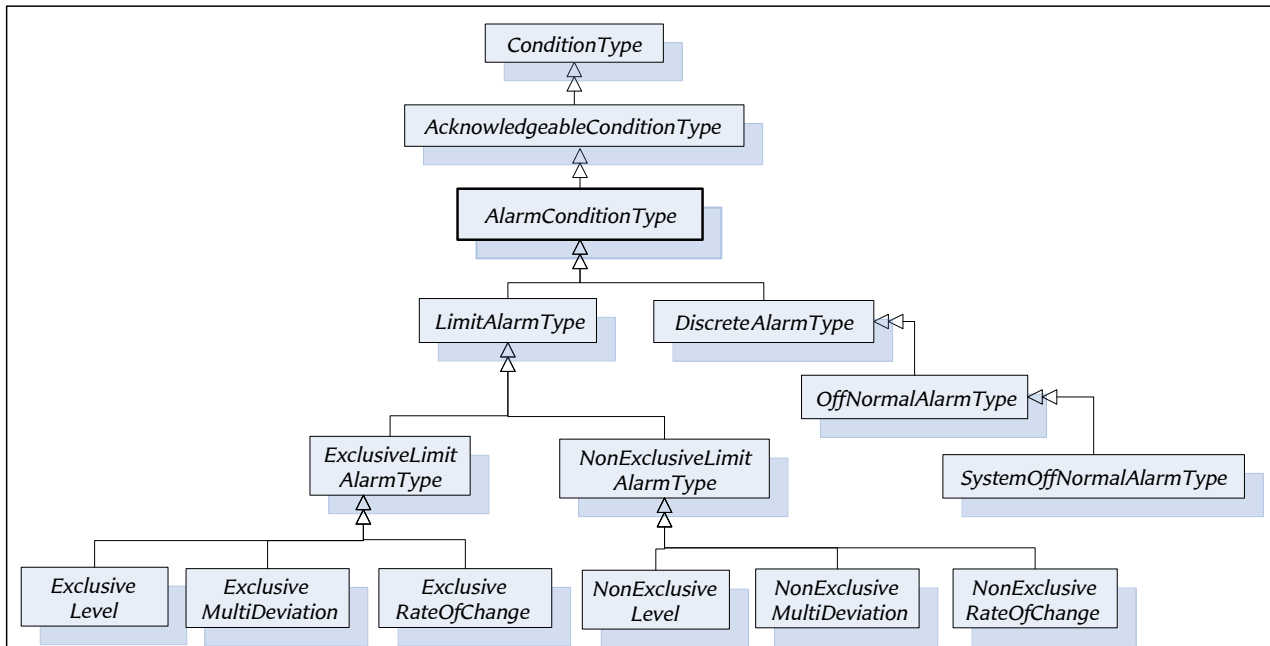 ConditionType
AcknowledgeableConditionType
AlarmConditionType
LimitAlarmType
DiscreteAlarmType
OffNormalAlarmType
ExclusiveLimit
AlarmType
NonExclusiveLimit
AlarmType
SystemOffNormalAlarmType
Exclusive
Level
Exclusive
MultiDeviation
Exclusive
RateOfChange
NonExclusive
Level
NonExclusive
MultiDeviation
NonExclusive
RateOfChange